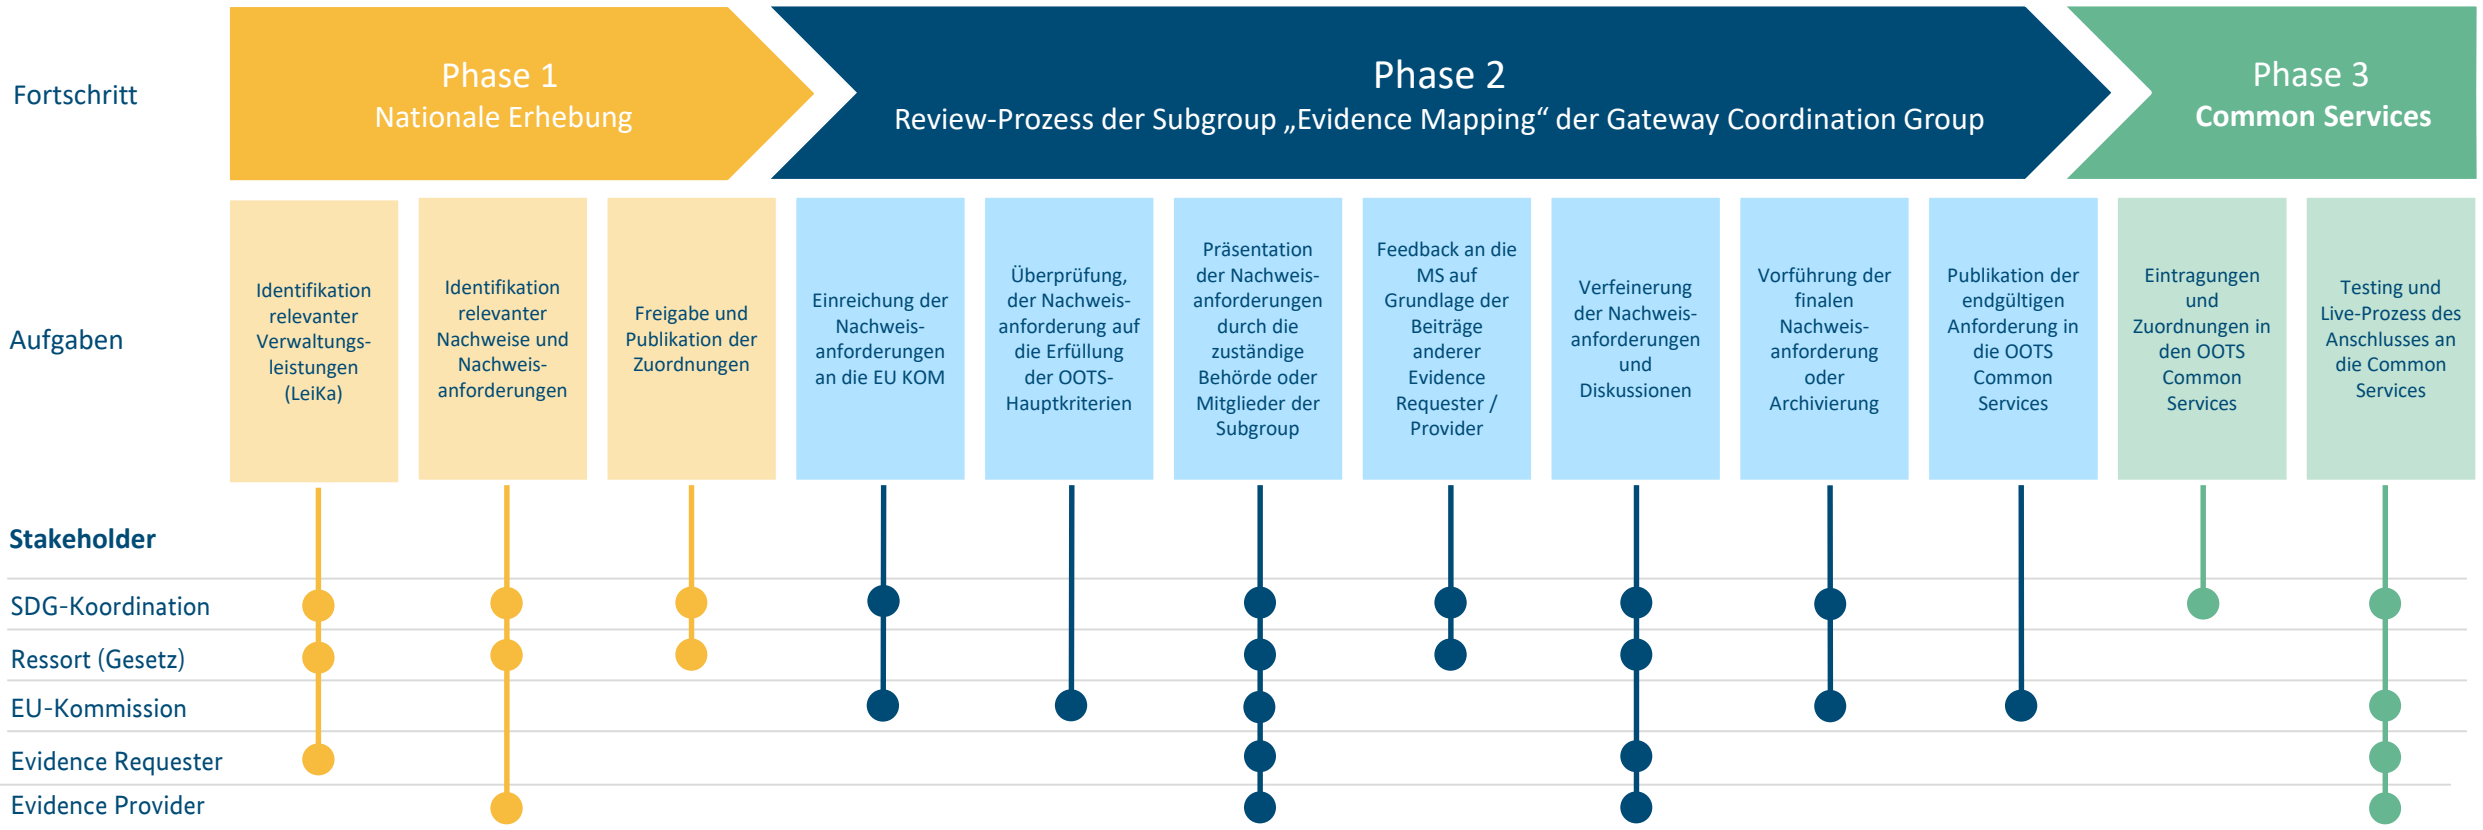 Fortschritt
Phase 1
Nationale Erhebung
Phase 2
Review-Prozess der Subgroup „Evidence Mapping“ der Gateway Coordination Group
Phase 3
Common Services
Aufgaben
Identifikation
relevanter
Verwaltungs-
leistungen
(LeiKa)
Identifikation
relevanter
Nachweise und
Nachweis-
anforderungen
Freigabe und
Publikation der
Zuordnungen
Einreichung der
Nachweis-
anforderungen
an die EU KOM
Überprüfung,
der Nachweis-
anforderung auf
die Erfüllung
der OOTS-
Hauptkriterien
Präsentation
der Nachweis-
anforderungen
durch die
zuständige
Behörde oder
Mitglieder der
Subgroup
Feedback an die
MS auf
Grundlage der
Beiträge
anderer
Evidence
Requester /
Provider
Verfeinerung
der Nachweis-
anforderungen
und
Diskussionen
Vorführung der
finalen
Nachweis-
anforderung
oder
Archivierung
Publikation der
endgültigen
Anforderung in
die OOTS
Common
Services
Eintragungen
und
Zuordnungen in
den OOTS
Common
Services
Testing und
Live-Prozess des
Anschlusses an
die Common
Services
Stakeholder
SDG-Koordination
Ressort (Gesetz)
EU-Kommission
Evidence Requester
Evidence Provider